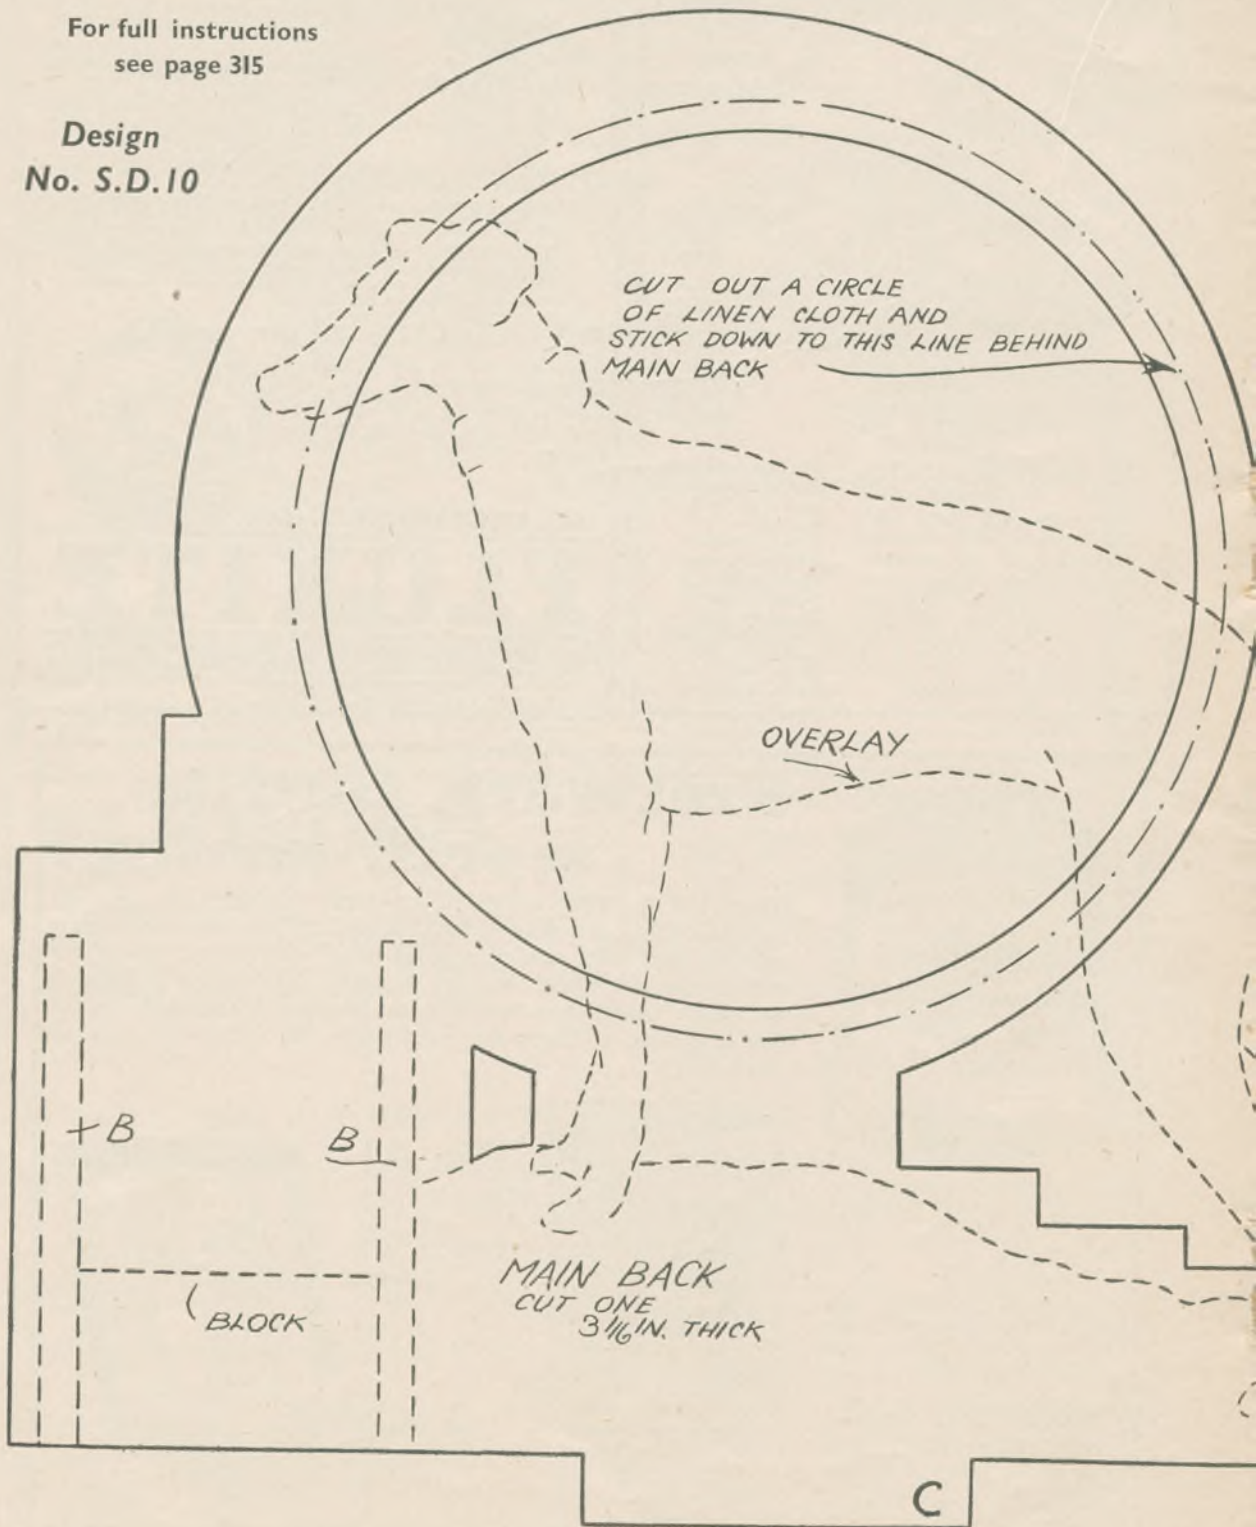 For full instructions
see page 315
Design
No. S.D.10
CUT OUT A CIRCLE
OF LINEN CLOTH AND
STICK DOWN TO THIS LINE BEHIND
MAIN BACK
OVERLAY
B
B
BLOCK
MAIN BACK
CUT ONE
3/16 IN. THICK
C